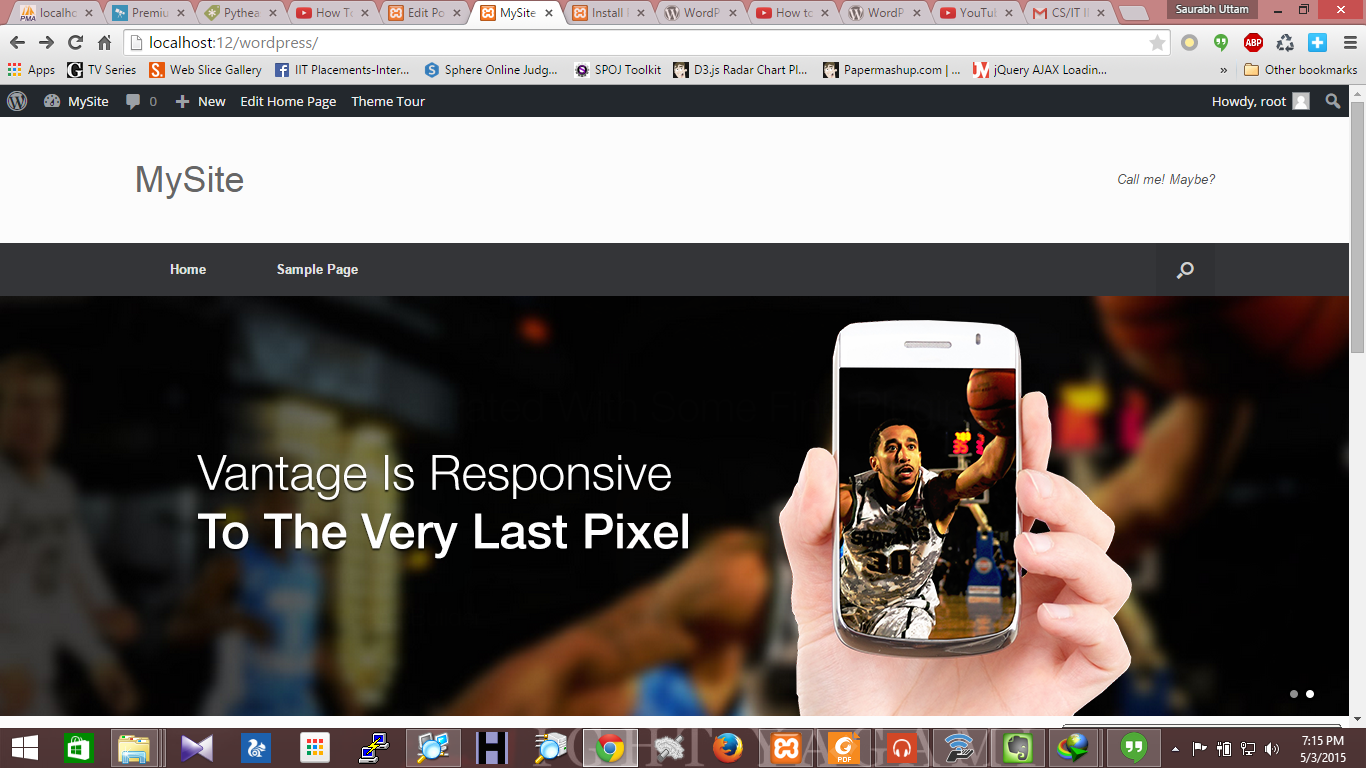 localho
Premiu
Pythea
How To
Edit Po
MySite
Install
WordP
How to
WordP
YouTub
CS/IT I
Saurabh Uttam
localhost:12/wordpress/
ABP
Apps
TV Series
Web Slice Gallery
IIT Placements-Inter...
Sphere Online Judg...
SPOJ Toolkit
D3.js Radar Chart Pl...
Papermashup.com | ...
jQuery AJAX Loadin...
»
Other bookmarks
MySite
0
New
Edit Home Page
Theme Tour
Howdy, root
MySite
Call me! Maybe?
Home
Sample Page
Vantage Is Responsive
To The Very Last Pixel
30
PDF
7:15 PM
5/3/2015